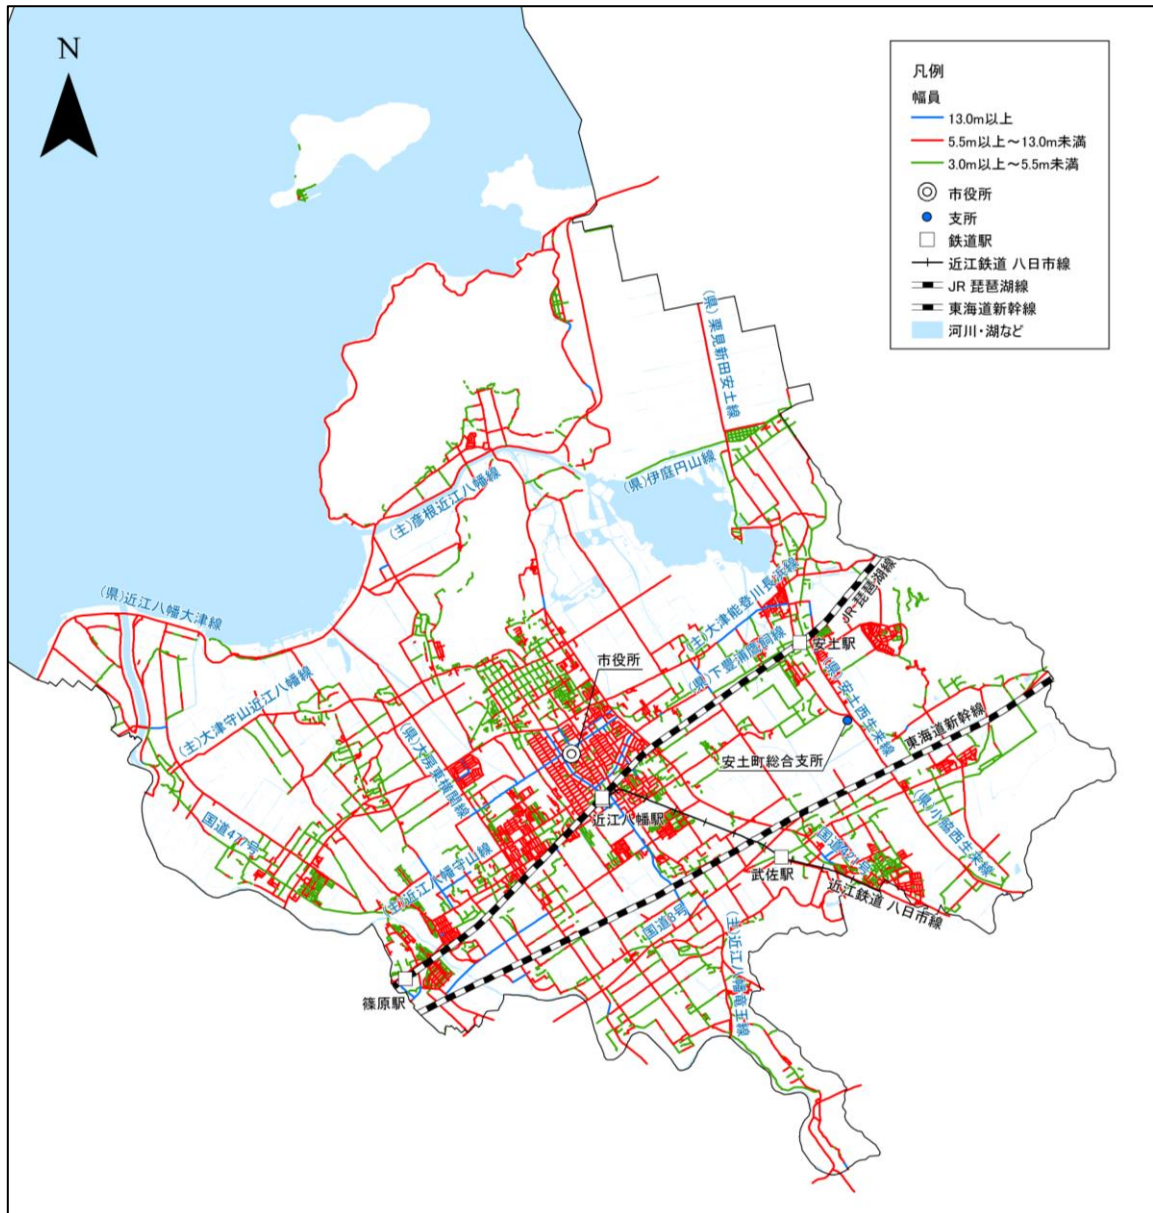 N
凡例
幅員
13.0m以上
5.5m以上～13.0m未満
3.0m以上～5.5m未満
市役所
支所
鉄道駅
近江鉄道 八日市線
JR 琵琶湖線
東海道新幹線
河川・湖など
(県) 栗見新田安土線
(県)伊庭円山線
(主)彦根近江八幡線
(県)近江八幡大津線
(主)大津能登川長浜線
JR 琵琶湖線
安土駅
市役所
(県)下豊浦鷹飼線
(主)大津守山近江八幡線
(県)安土西生来線
東海道新幹線
(県)大房東横関線
安土町総合支所
近江八幡駅
(県)小脇西生来線
国道477号
国道421号
武佐駅
(主)近江八幡守山線
近江鉄道 八日市線
国道8号
(主)近江八幡竜王線
篠原駅